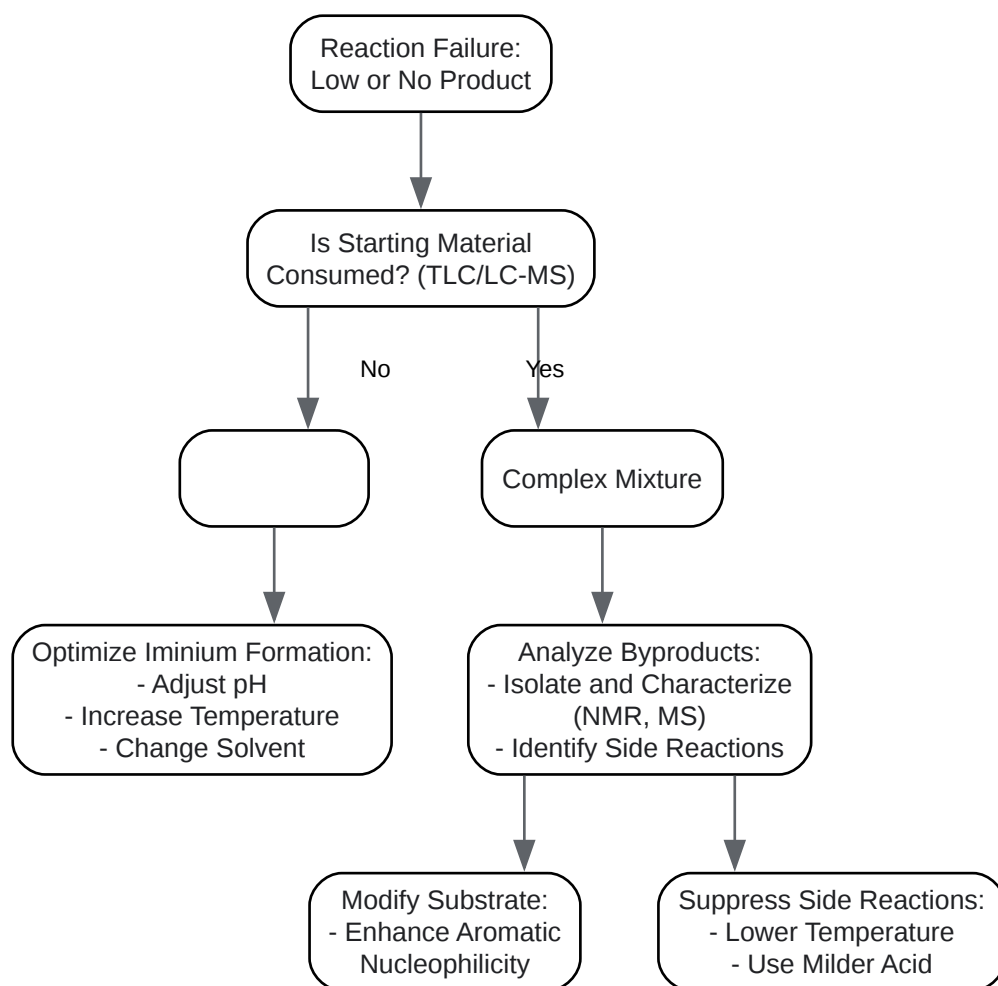 Reaction Failure:
Low or No Product
Is Starting Material
Consumed? (TLC/LC-MS)
No
Yes
Complex Mixture
Optimize Iminium Formation:
- Adjust pH
- Increase Temperature
- Change Solvent
Analyze Byproducts:
- Isolate and Characterize
(NMR, MS)
- Identify Side Reactions
Modify Substrate:
- Enhance Aromatic
Nucleophilicity
Suppress Side Reactions:
- Lower Temperature
- Use Milder Acid